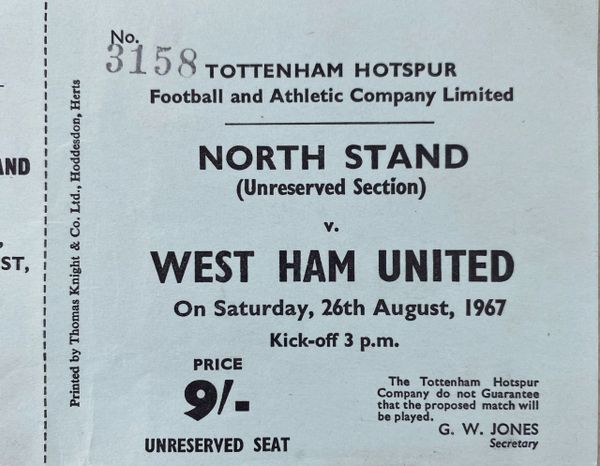 AND
ST,
Printed by Thomas Knight & Co. Ltd., Hoddesdon, Herts
No.
3158
TOTTENHAM HOTSPUR
Football and Athletic Company Limited
NORTH STAND
(Unreserved Section)
v.
WEST HAM UNITED
On Saturday, 26th August, 1967
Kick-off 3 p.m.
PRICE
9/-
UNRESERVED SEAT
The Tottenham Hotspur
Company do not Guarantee
that the proposed match will
be played.
G. W. JONES
Secretary